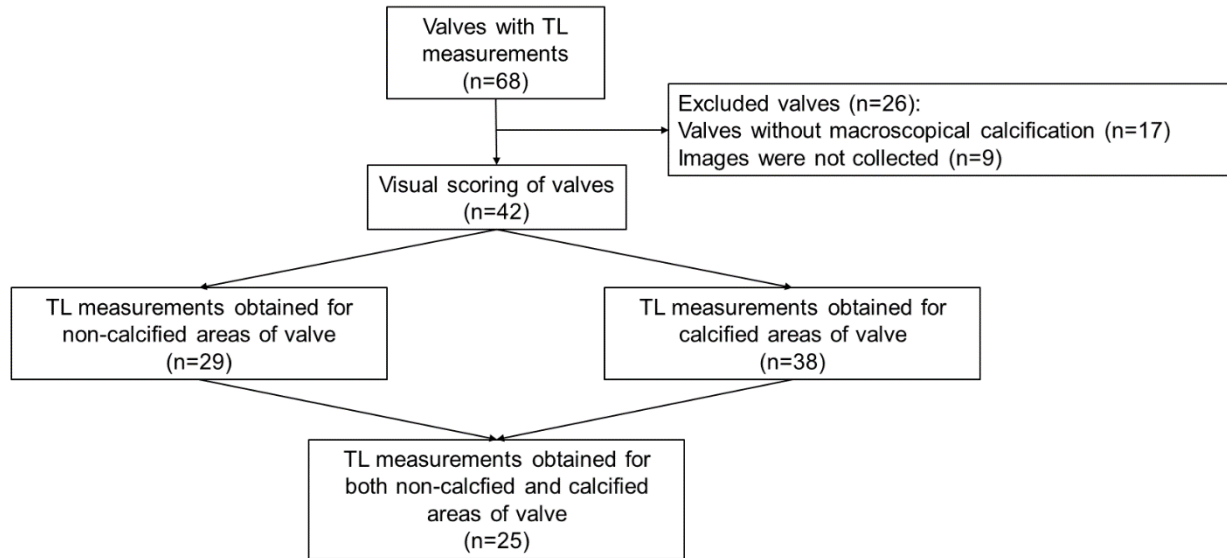 Valves with TL
measurements
(n=68)
Excluded valves (n=26):
Valves without macroscopical calcification (n=17)
Images were not collected (n=9)
Visual scoring of valves
(n=42)
TL measurements obtained for
non-calcified areas of valve
(n=29)
TL measurements obtained for
calcified areas of valve
(n=38)
TL measurements obtained for
both non-calcfied and calcified
areas of valve
(n=25)